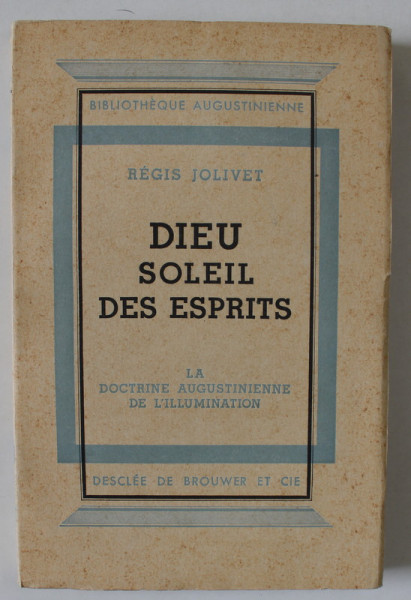 BIBLIOTHÈQUE AUGUSTINIENNE
RÉGIS JOLIVET
DIEU
SOLEIL
DES ESPRITS
LA
DOCTRINE AUGUSTINIENNE
DE L'ILLUMINATION
DESCLÉE DE BROUWER ET CIE